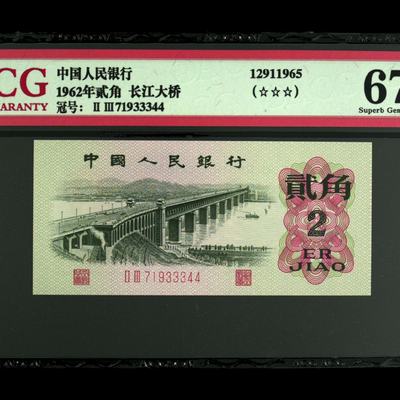 CG
ARANTY
中国人民银行
1962年贰角 长江大桥
冠号: ⅡⅢ71933344
12911965
(☆☆☆)
67
Superb Gem
中國人民銀行
貳角
2
ER
JIAO
ⅡⅢ71933344